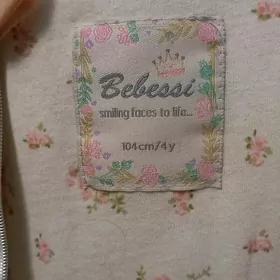 Bebessi
smiling faces to life...
104cm/4y